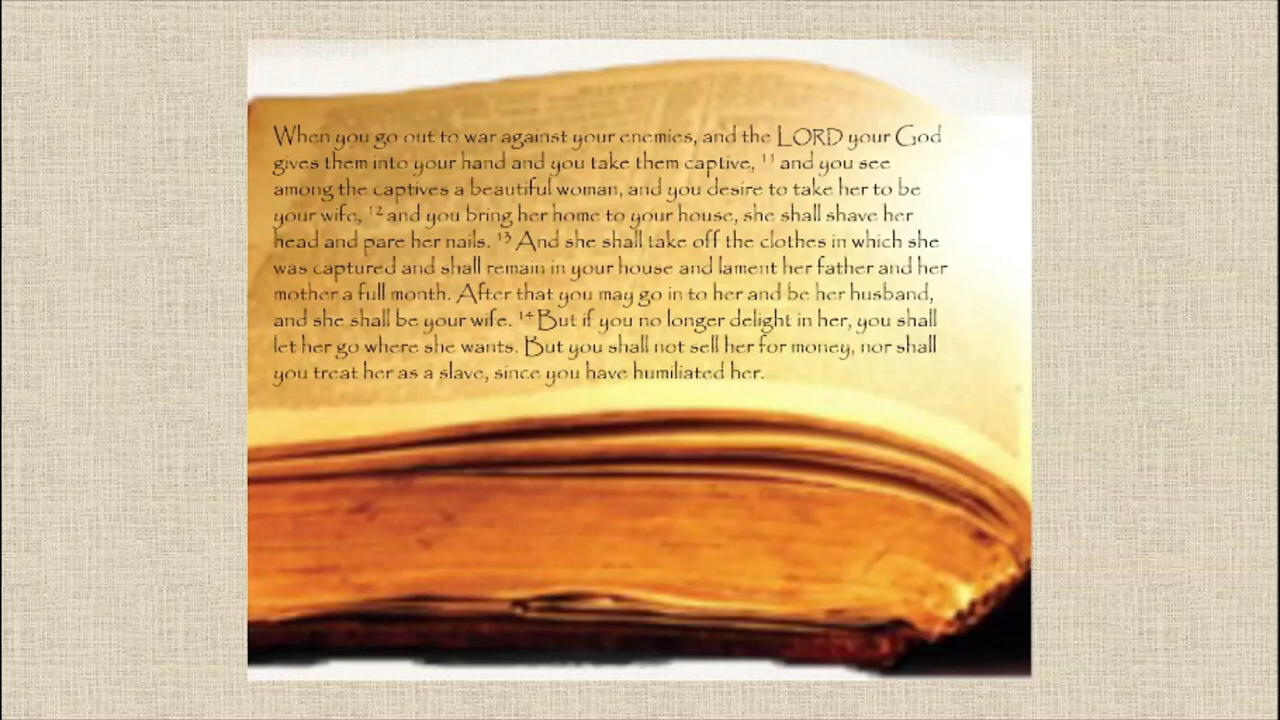 When you go out to war against your enemies, and the LORD your God
gives them into your hand and you take them captive, ¹¹ and you see
among the captives a beautiful woman, and you desire to take her to be
your wife, ¹² and you bring her home to your house, she shall shave her
head and pare her nails. ¹³ And she shall take off the clothes in which she
was captured and shall remain in your house and lament her father and her
mother a full month. After that you may go in to her and be her husband,
and she shall be your wife. ¹⁴ But if you no longer delight in her, you shall
let her go where she wants. But you shall not sell her for money, nor shall
you treat her as a slave, since you have humiliated her.